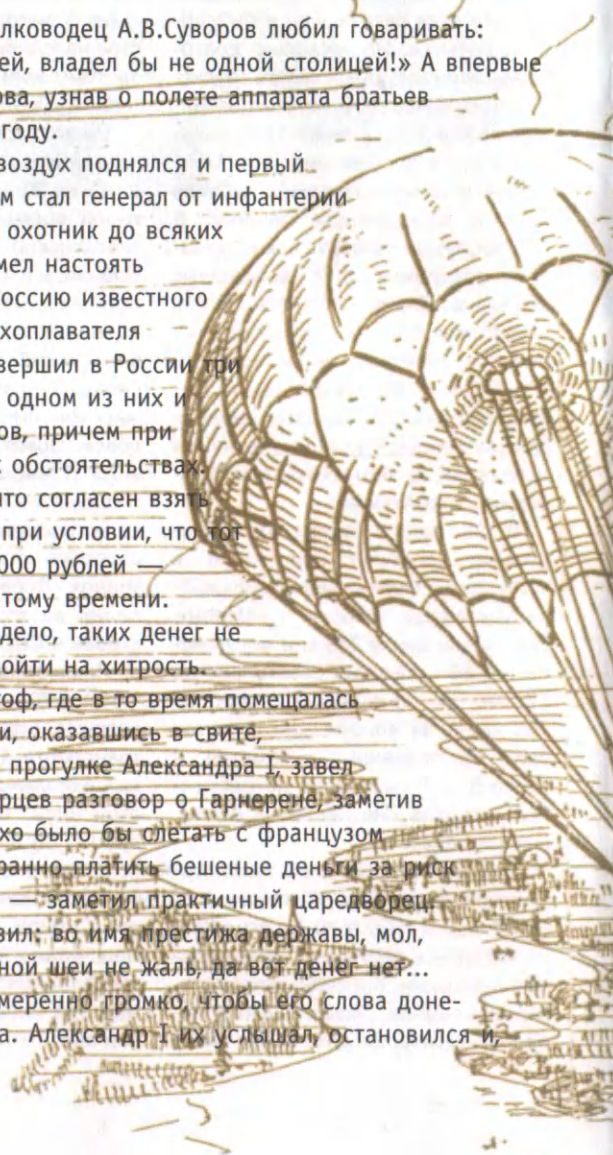 лководец А.В.Суворов любил говаривать:
ей, владел бы не одной столицей!» А впервые
ова, узнав о полете аппарата братьев
году.
воздух поднялся и первый
м стал генерал от инфантерии
охотник до всяких
мел настоять
оссию известного
хоплавателя
вершил в России три
одном из них и
ов, причем при
х обстоятельствах.
что согласен взять
при условии, что тот
000 рублей —
тому времени.
дело, таких денег не
ойти на хитрость.
гоф, где в то время помещалась
и, оказавшись в свите,
прогулке Александра I, завел
рцев разговор о Гарнерене, заметив
хо было бы слетать с французом
ранно платить бешеные деньги за риск
— заметил практичный царедворец.
зил: во имя престижа державы, мол,
ной шеи не жаль, да вот денег нет...
меренно громко, чтобы его слова доне-
а. Александр I их услышал, остановился и,